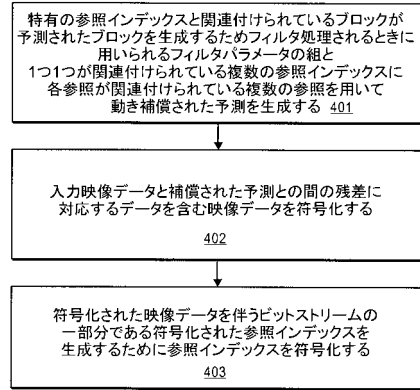 特有の参照インデックスと関連付けられているブロックが
予測されたブロックを生成するためフィルタ処理されるときに
用いられるフィルタパラメータの組と
1つ1つが関連付けられている複数の参照インデックスに
各参照が関連付けられている複数の参照を用いて
動き補償された予測を生成する 401
入力映像データと補償された予測との間の残差に
対応するデータを含む映像データを符号化する
402
符号化された映像データを伴うビットストリームの
一部分である符号化された参照インデックスを
生成するために参照インデックスを符号化する
403